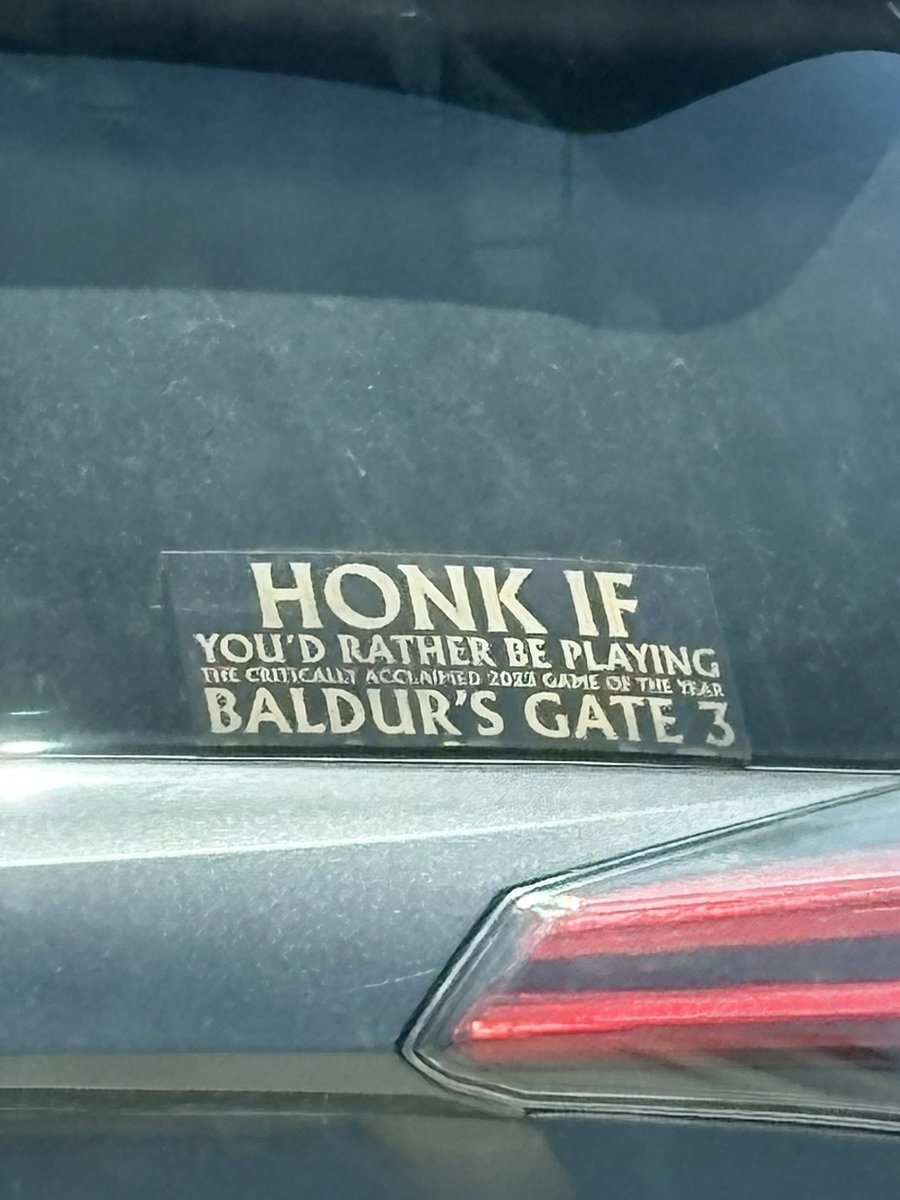 HONK IF
YOU'D RATHER BE PLAYING
THE CRITICALLY ACCLAIMED 2023 GAME OF THE YEAR
BALDUR'S GATE 3